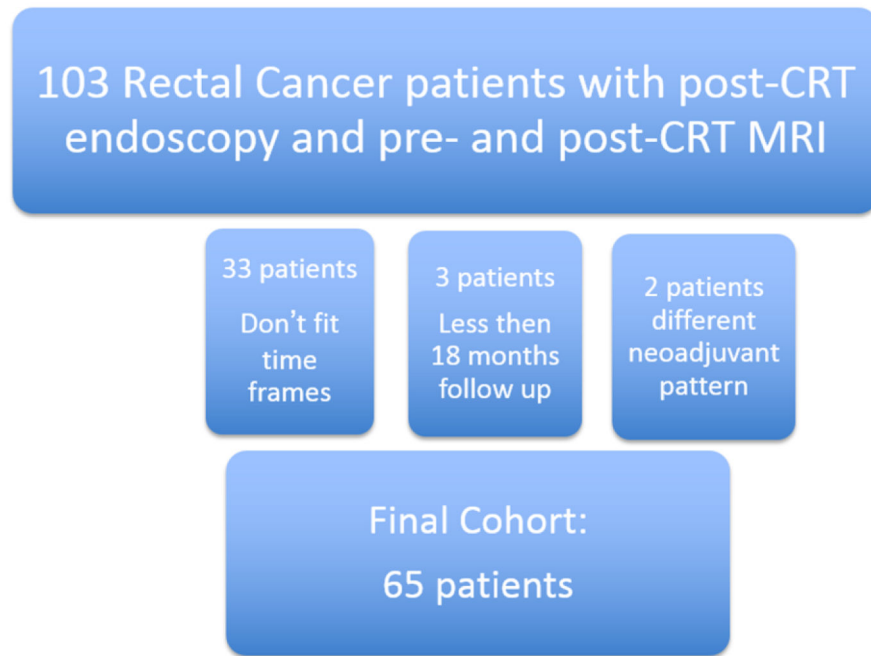 103 Rectal Cancer patients with post-CRT
endoscopy and pre- and post-CRT MRI
33 patients
Don’t fit
time
frames
3 patients
Less then
18 months
follow up
2 patients
different
neoadjuvant
pattern
Final Cohort:
65 patients